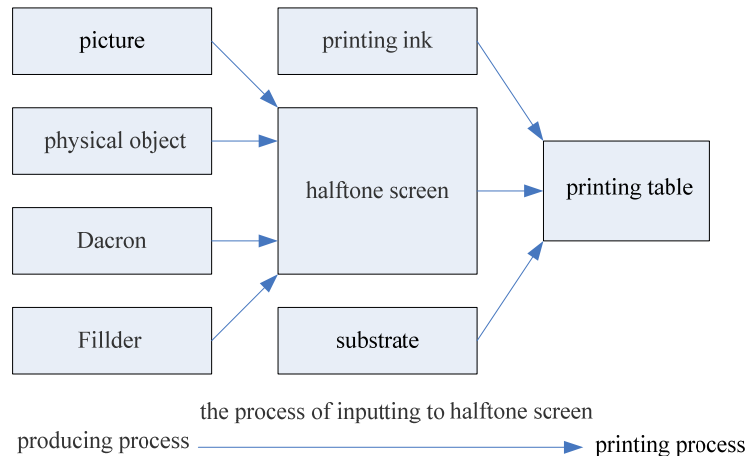 picture
printing ink
physical object
halftone screen
printing table
Dacron
Fillder
substrate
the process of inputting to halftone screen
producing process
printing process